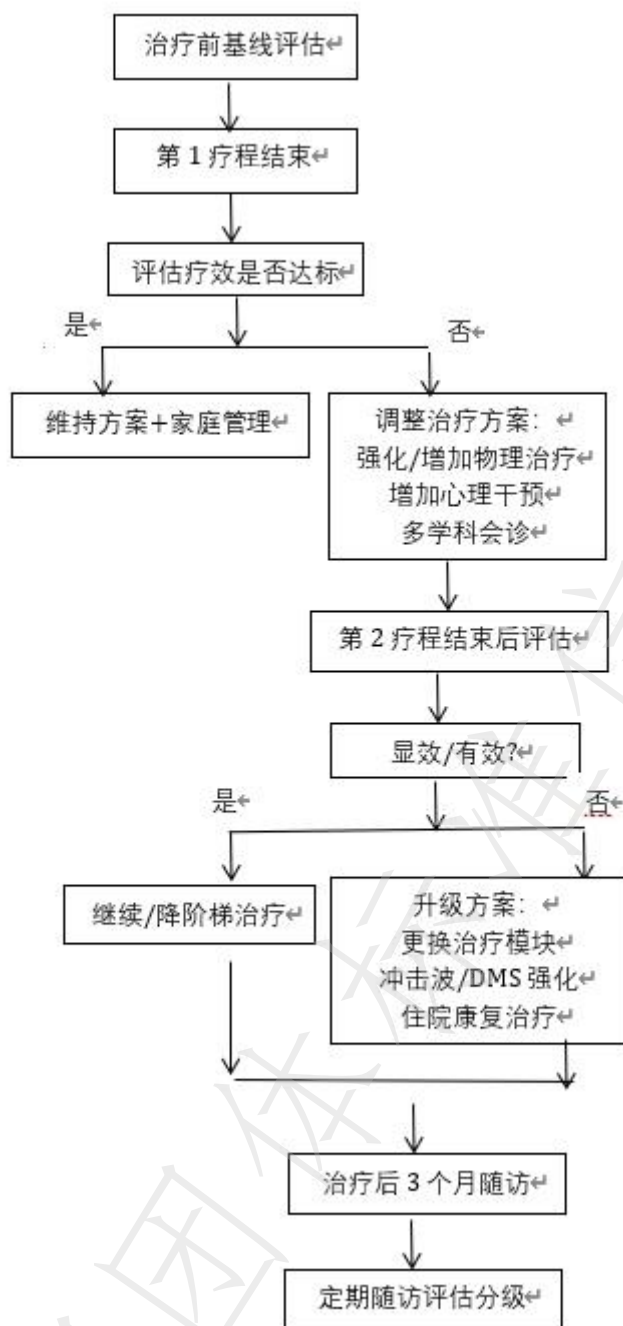 治疗前基线评估↵
第 1 疗程结束↵
评估疗效是否达标↵
是↵
否↵
维持方案+家庭管理↵
调整治疗方案：↵
强化/增加物理治疗↵
增加心理干预↵
多学科会诊↵
第 2 疗程结束后评估↵
显效/有效?↵
是↵
否↵
继续/降阶梯治疗↵
升级方案：↵
更换治疗模块↵
冲击波/DMS 强化↵
住院康复治疗↵
治疗后 3 个月随访↵
定期随访评估分级↵
团体标准